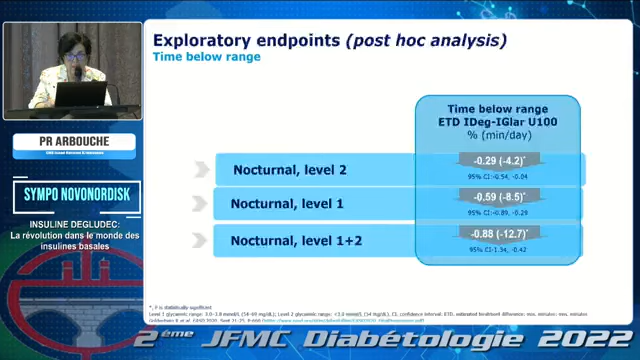 Exploratory endpoints (post hoc analysis)
Time below range
Time below range
ETD IDeg-IGlar U100
% (min/day)
Nocturnal, level 2
-0.29 (-4.2)*
95% CI:-0.54, -0.04
Nocturnal, level 1
-0.59 (-8.5)*
95% CI:-0.89, -0.29
Nocturnal, level 1+2
-0.88 (-12.7)*
95% CI-1.34, -0.42
PR ARBOUCHE
SYMPO NOVONORDISK
INSULINE DEGLUDEC:
La révolution dans le monde des
insulines basales
*, P is statistically significant
2ème JFMC Diabétologie 2022